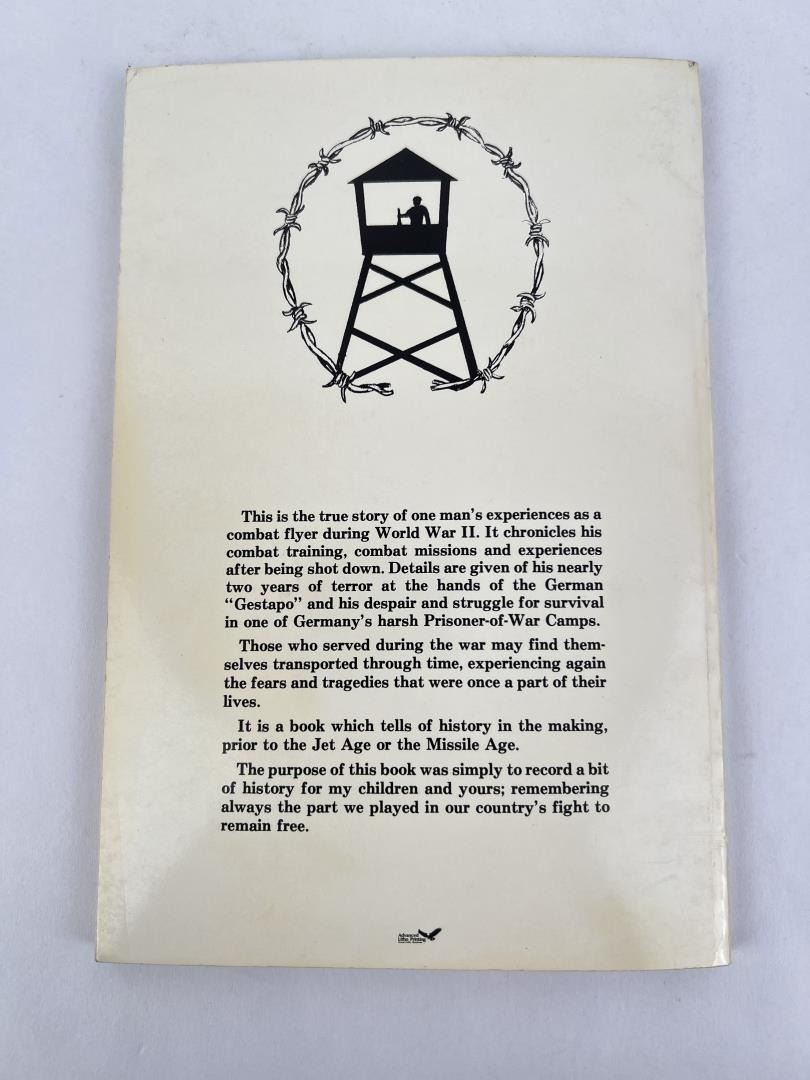 This is the true story of one man's experiences as a
combat flyer during World War II. It chronicles his
combat training, combat missions and experiences
after being shot down. Details are given of his nearly
two years of terror at the hands of the German
"Gestapo" and his despair and struggle for survival
in one of Germany's harsh Prisoner-of-War Camps.
Those who served during the war may find them-
selves transported through time, experiencing again
the fears and tragedies that were once a part of their
lives.
It is a book which tells of history in the making,
prior to the Jet Age or the Missile Age.
The purpose of this book was simply to record a bit
of history for my children and yours; remembering
always the part we played in our country's fight to
remain free.
Advanced
Litho Printing